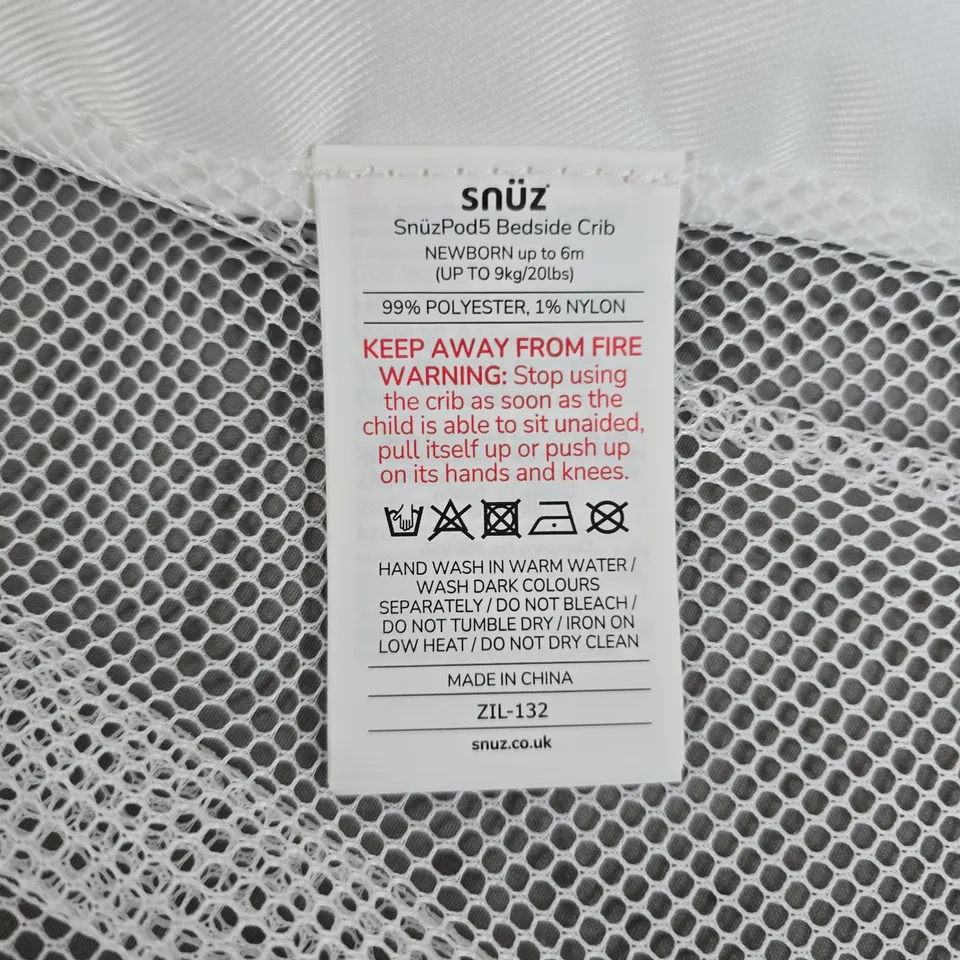 snüz
SnüzPod5 Bedside Crib
NEWBORN up to 6m
(UP TO 9kg/20lbs)
99% POLYESTER, 1% NYLON
KEEP AWAY FROM FIRE
WARNING: Stop using
the crib as soon as the
child is able to sit unaided,
pull itself up or push up
on its hands and knees.
HAND WASH IN WARM WATER /
WASH DARK COLOURS
SEPARATELY / DO NOT BLEACH /
DO NOT TUMBLE DRY / IRON ON
LOW HEAT / DO NOT DRY CLEAN
MADE IN CHINA
ZIL-132
snuz.co.uk